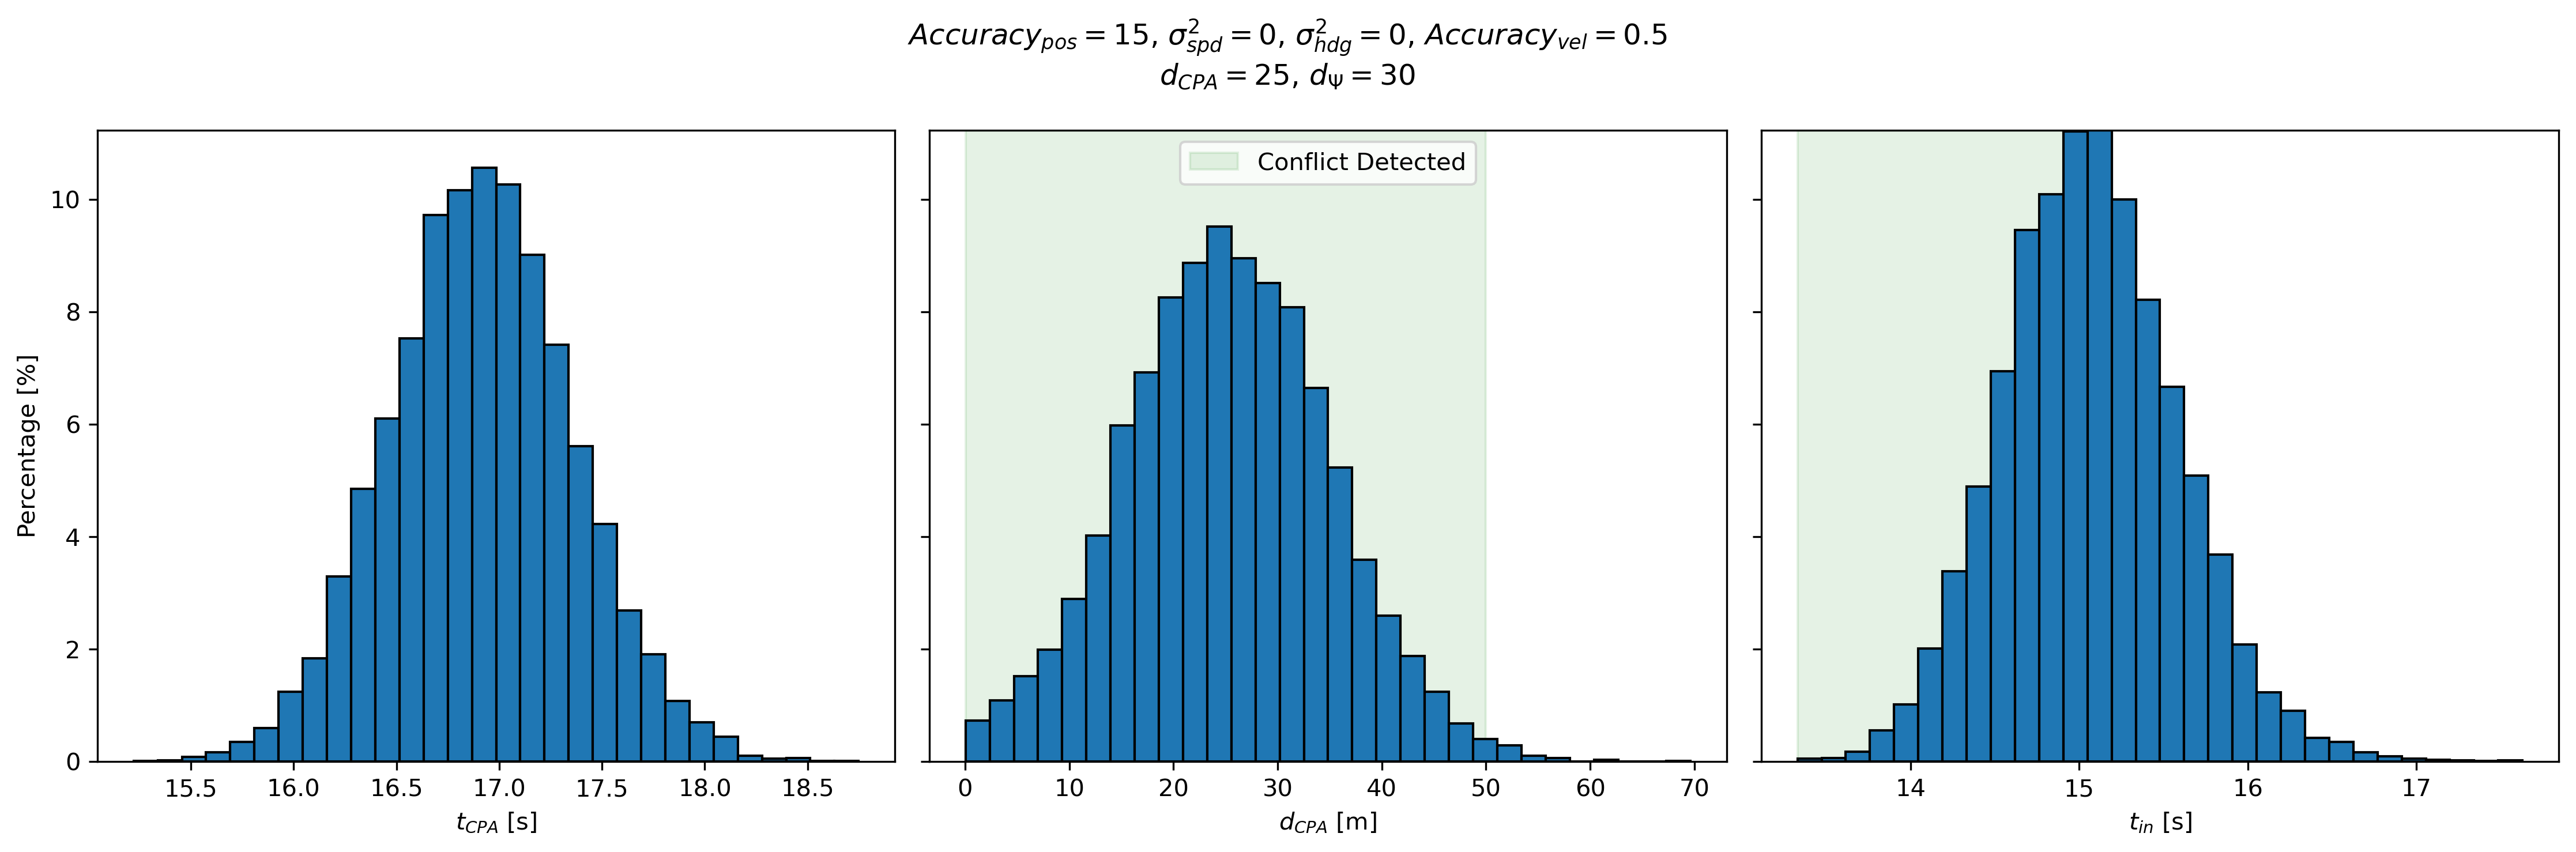 Accuracy_pos = 15, σ²_spd = 0, σ²_hdg = 0, Accuracy_vel = 0.5
d_CPA = 25, d_Ψ = 30
Percentage [%]
10
8
6
4
2
0
15.5 16.0 16.5 17.0 17.5 18.0 18.5
t_CPA [s]
Conflict Detected
0 10 20 30 40 50 60 70
d_CPA [m]
14 15 16 17
t_in [s]